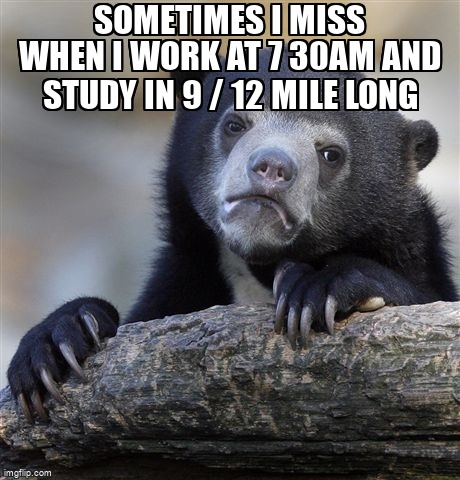 SOMETIMES I MISS
WHEN I WORK AT 7 30AM AND
STUDY IN 9 / 12 MILE LONG
imgflip.com